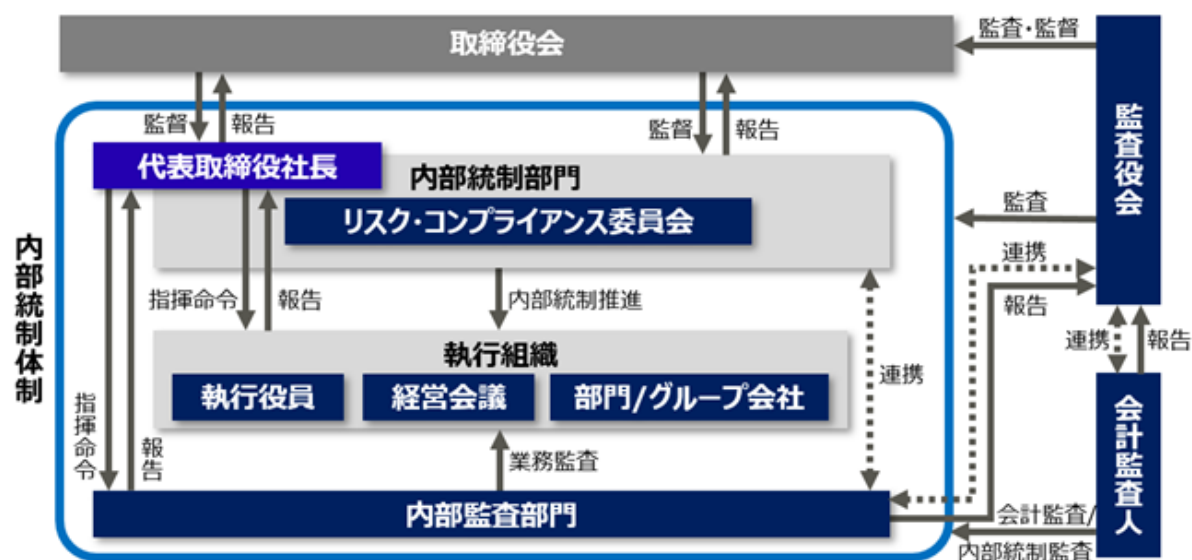 取締役会
監査・監督
監督
報告
監督
報告
監査役会
代表取締役社長
内部統制部門
リスク・コンプライアンス委員会
監査
内部統制体制
連携
指揮命令
報告
内部統制推進
報告
執行組織
連携
報告
執行役員
経営会議
部門/グループ会社
連携
指揮命令
報告
業務監査
会計監査人
内部監査部門
会計監査/
内部統制監査